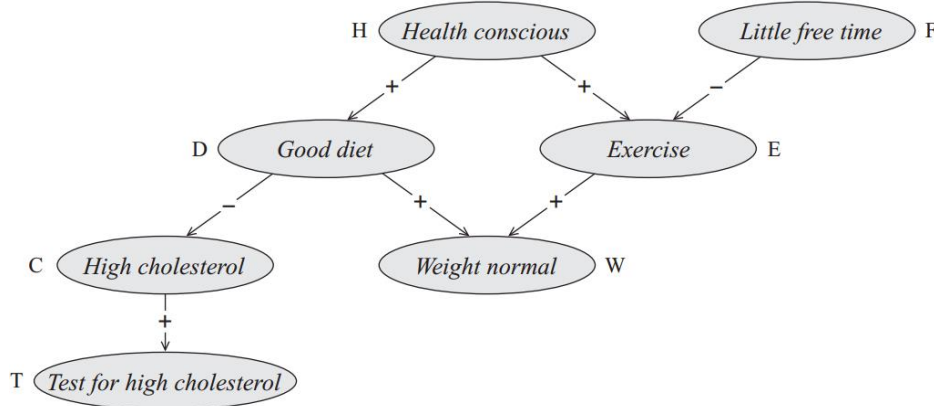 H Health conscious Little free time F
+ + −
D Good diet Exercise E
− + +
C High cholesterol Weight normal W
+
T Test for high cholesterol